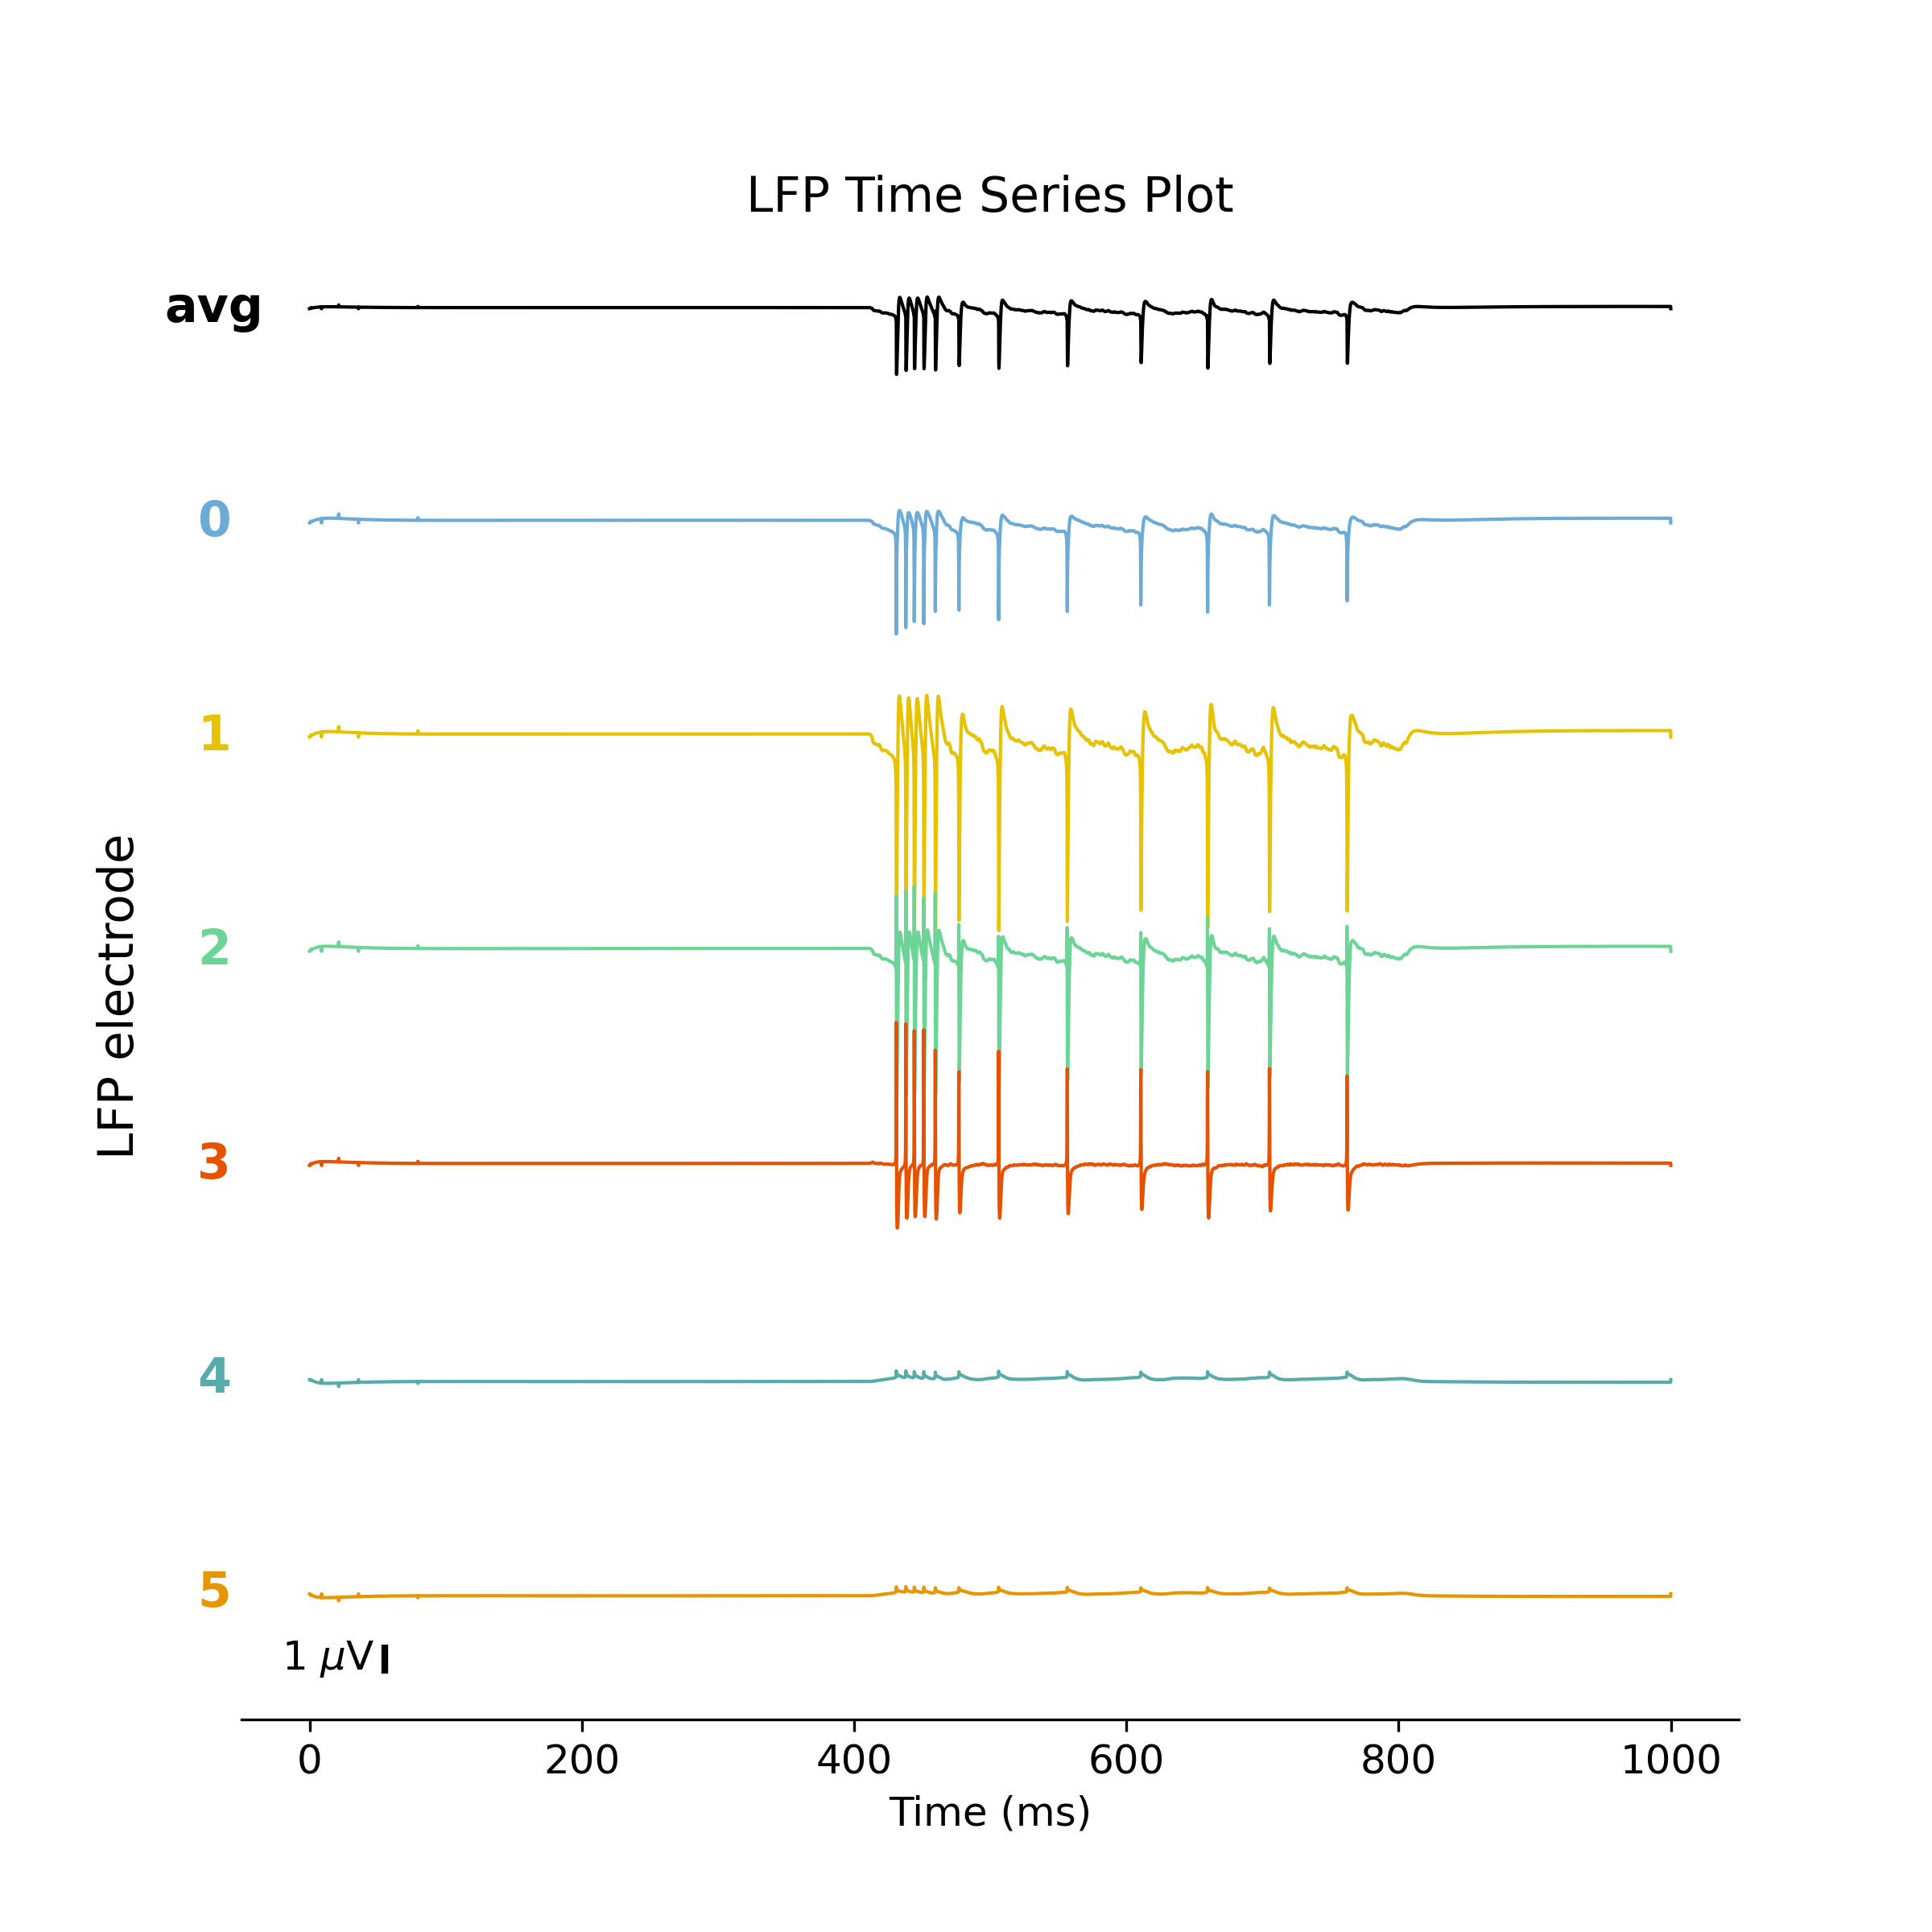 LFP Time Series Plot
avg
0
1
2
3
4
5
LFP electrode
1 μV
0 200 400 600 800 1000
Time (ms)